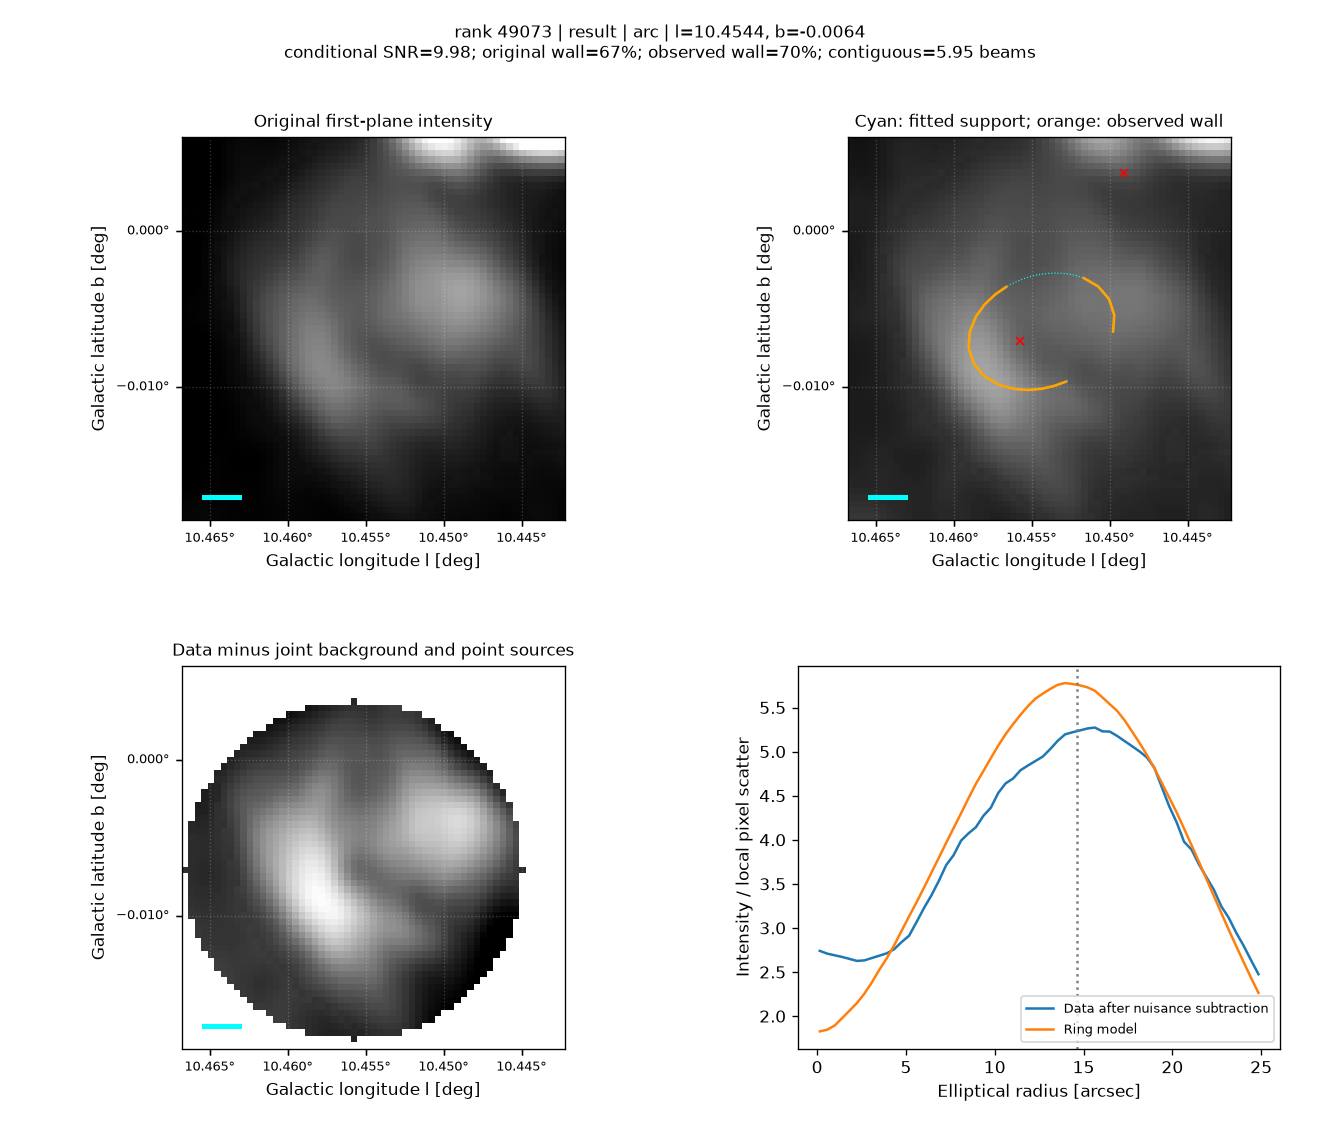 rank 49073 | result | arc | l=10.4544, b=-0.0064
conditional SNR=9.98; original wall=67%; observed wall=70%; contiguous=5.95 beams
Original first-plane intensity
Galactic latitude b [deg]
0.000°
−0.010°
10.465° 10.460° 10.455° 10.450° 10.445°
Galactic longitude l [deg]
Cyan: fitted support; orange: observed wall
Galactic latitude b [deg]
0.000°
−0.010°
10.465° 10.460° 10.455° 10.450° 10.445°
Galactic longitude l [deg]
Data minus joint background and point sources
Galactic latitude b [deg]
0.000°
−0.010°
10.465° 10.460° 10.455° 10.450° 10.445°
Galactic longitude l [deg]
Intensity / local pixel scatter
5.5
5.0
4.5
4.0
3.5
3.0
2.5
2.0
Data after nuisance subtraction
Ring model
0 5 10 15 20 25
Elliptical radius [arcsec]